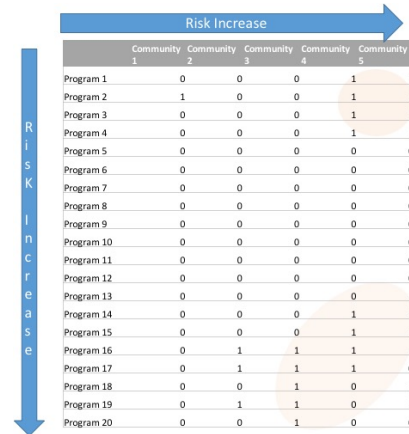 Risk Increase
Community Community Community Community Community
1 2 3 4 5
Program 1 0 0 0 1
Program 2 1 0 0 1
Program 3 0 0 0 1
Program 4 0 0 0 1
Program 5 0 0 0 0
Program 6 0 0 0 0
Program 7 0 0 0 0
Program 8 0 0 0 0
Program 9 0 0 0 0
Program 10 0 0 0 0
Program 11 0 0 0 0
Program 12 0 0 0 0
Program 13 0 0 0 0
Program 14 0 0 0 1
Program 15 0 0 0 1
Program 16 0 1 1 1
Program 17 0 1 1 1
Program 18 0 0 1 0
Program 19 0 1 1 0
Program 20 0 0 1 0
RisK Increase